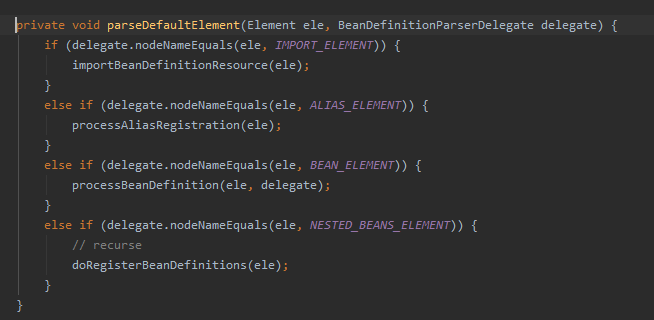 private void parseDefaultElement(Element ele, BeanDefinitionParserDelegate delegate) {
    if (delegate.nodeNameEquals(ele, IMPORT_ELEMENT)) {
        importBeanDefinitionResource(ele);
    }
    else if (delegate.nodeNameEquals(ele, ALIAS_ELEMENT)) {
        processAliasRegistration(ele);
    }
    else if (delegate.nodeNameEquals(ele, BEAN_ELEMENT)) {
        processBeanDefinition(ele, delegate);
    }
    else if (delegate.nodeNameEquals(ele, NESTED_BEANS_ELEMENT)) {
        // recurse
        doRegisterBeanDefinitions(ele);
    }
}